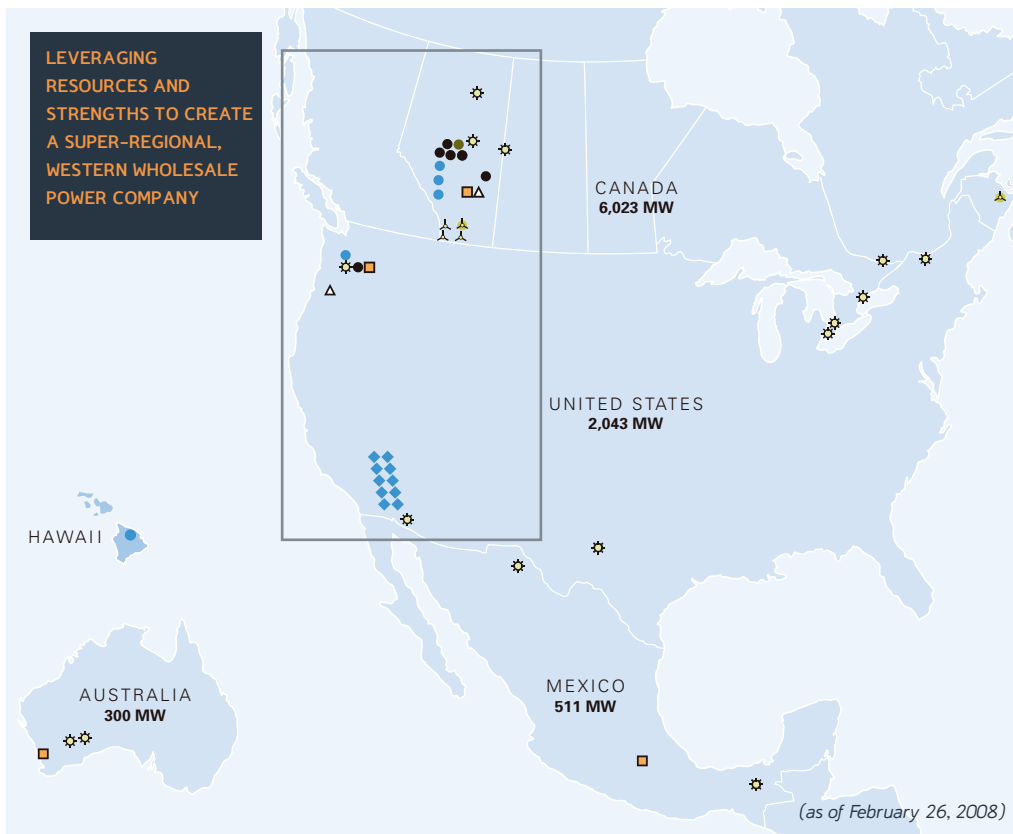 LEVERAGING
RESOURCES AND
STRENGTHS TO CREATE
A SUPER-REGIONAL,
WESTERN WHOLESALE
POWER COMPANY
CANADA
6,023 MW
UNITED STATES
2,043 MW
HAWAII
AUSTRALIA
300 MW
MEXICO
511 MW
(as of February 26, 2008)